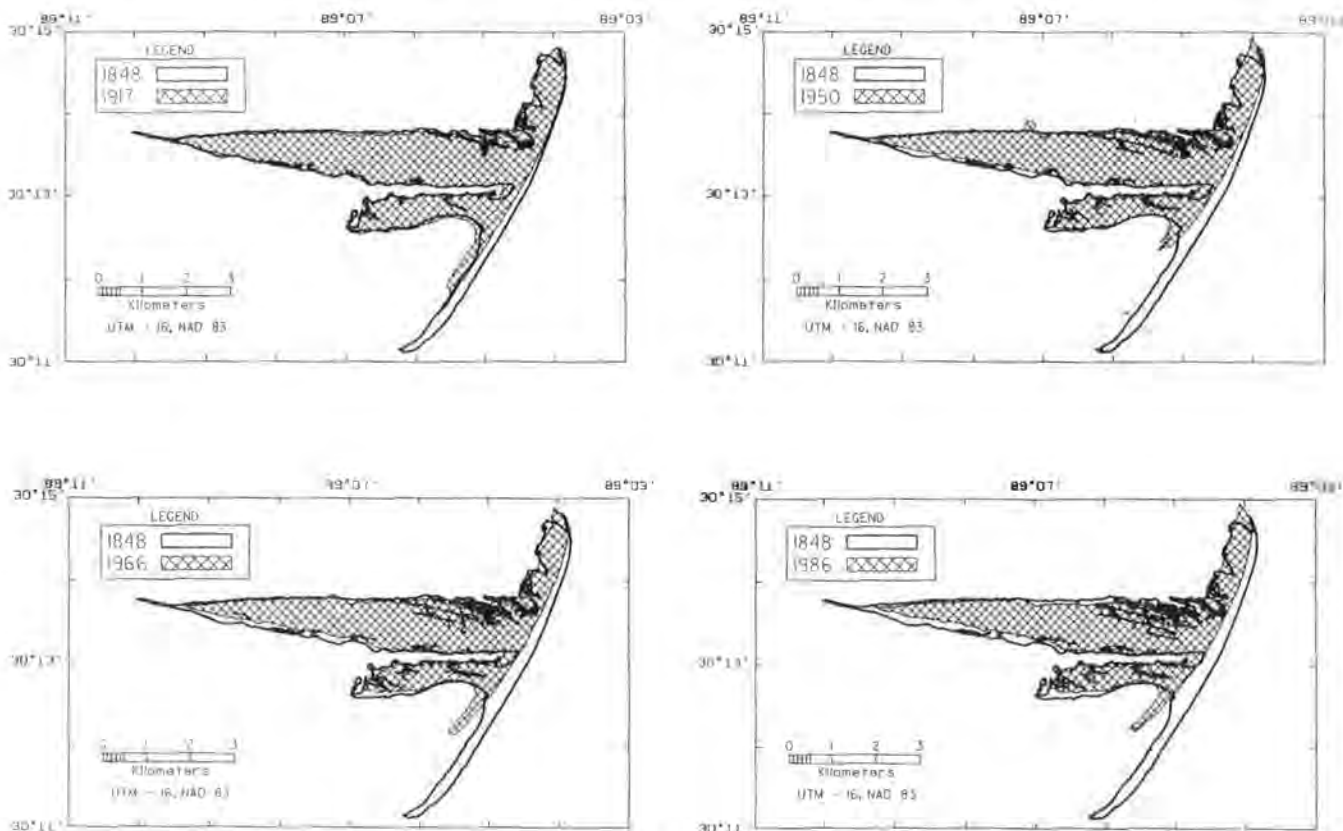 89°11' 89°07' 89°03'
30°15'
LEGEND
1848
1917
30°13'
0 1 2 3
Kilometers
UTM - 16, NAD 83
30°11'
89°11' 89°07'
30°15'
LEGEND
1848
1950
30°13'
0 1 2 3
Kilometers
UTM - 16, NAD 83
30°11'
89°11' 89°07' 89°03'
30°15'
LEGEND
1848
1966
30°13'
0 1 2 3
Kilometers
UTM - 16, NAD 83
30°11'
89°11' 89°07'
30°15'
LEGEND
1848
1986
30°13'
0 1 2 3
Kilometers
UTM - 16, NAD 83
30°11'